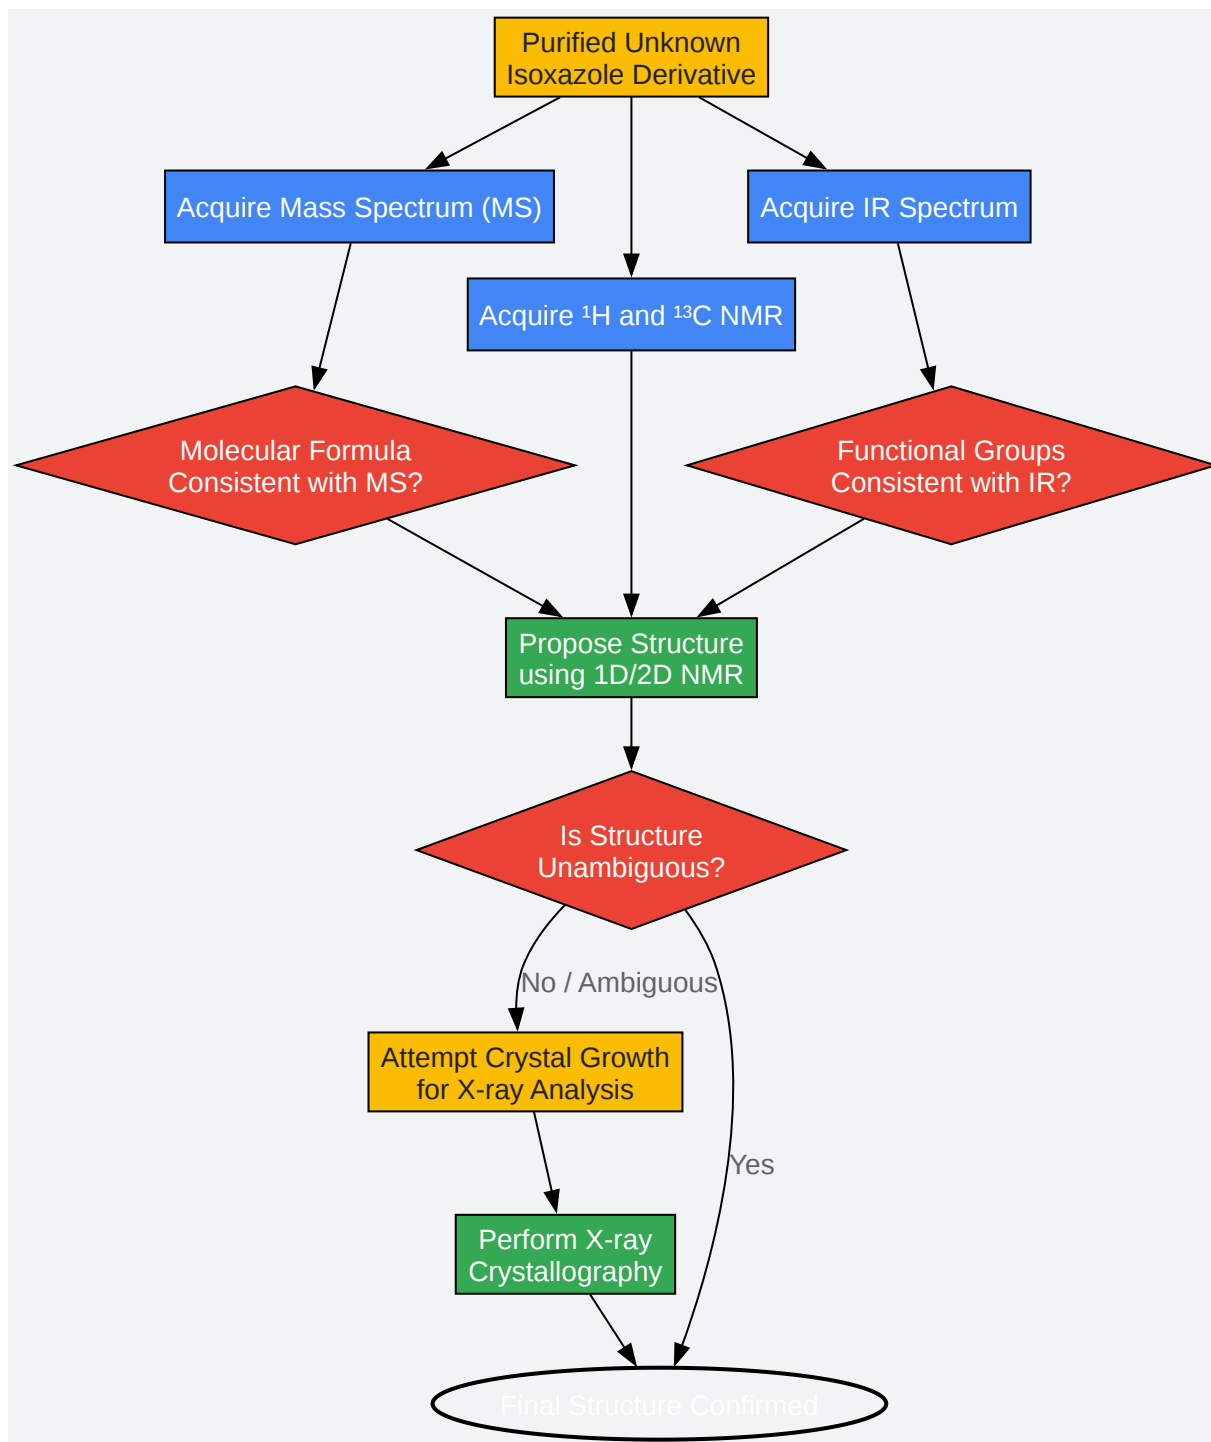 Purified Unknown
Isoxazole Derivative
Acquire Mass Spectrum (MS)
Acquire IR Spectrum
Acquire ¹H and ¹³C NMR
Molecular Formula
Consistent with MS?
Functional Groups
Consistent with IR?
Propose Structure
using 1D/2D NMR
Is Structure
Unambiguous?
No / Ambiguous
Attempt Crystal Growth
for X-ray Analysis
Yes
Perform X-ray
Crystallography
Final Structure Confirmed